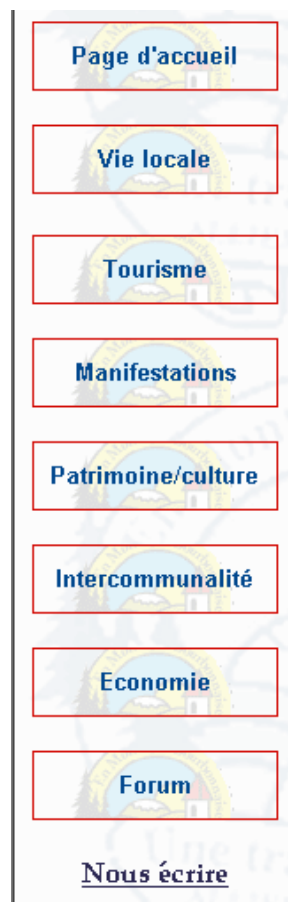 Page d'accueil
Vie locale
Tourisme
Manifestations
Patrimoine/culture
Intercommunalité
Economie
Forum
Nous écrire